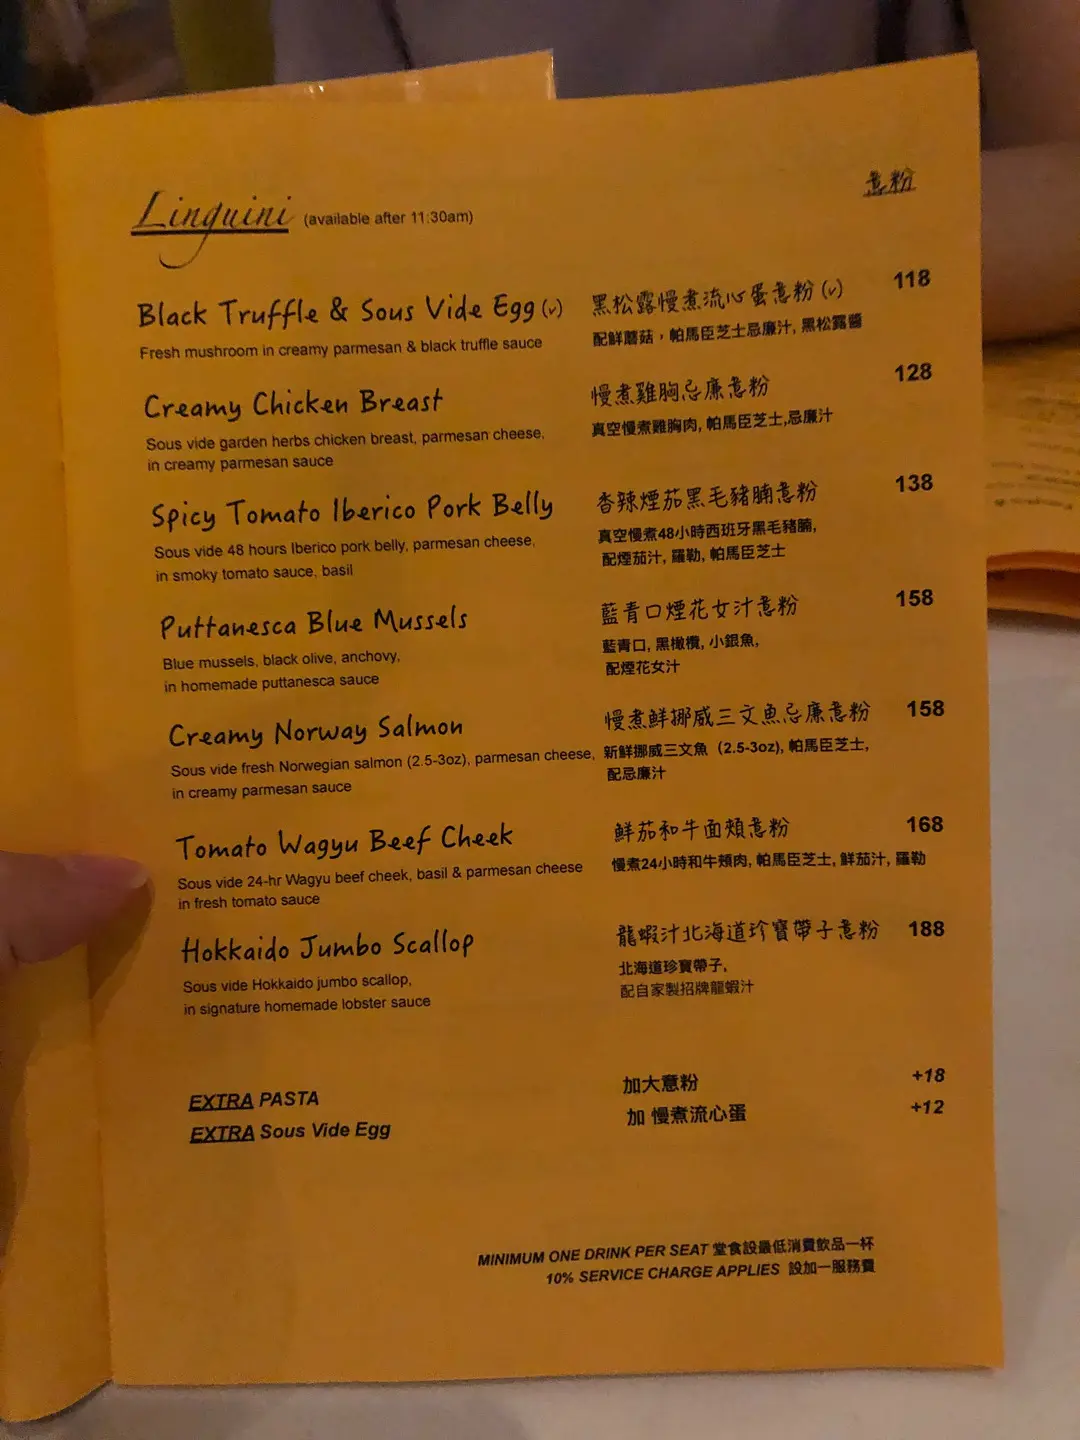 意粉
Linguini (available after 11:30am)
Black Truffle & Sous Vide Egg (v) 黑松露慢煮流心蛋意粉 (v) 118
Fresh mushroom in creamy parmesan & black truffle sauce 配鮮蘑菇，帕馬臣芝士忌廉汁, 黑松露醬
Creamy Chicken Breast 慢煮雞胸忌廉意粉 128
Sous vide garden herbs chicken breast, parmesan cheese, 真空慢煮雞胸肉, 帕馬臣芝士,忌廉汁
in creamy parmesan sauce
Spicy Tomato Iberico Pork Belly 香辣煙茄黑毛豬腩意粉 138
Sous vide 48 hours Iberico pork belly, parmesan cheese, 真空慢煮48小時西班牙黑毛豬腩,
in smoky tomato sauce, basil 配煙茄汁, 羅勒, 帕馬臣芝士
Puttanesca Blue Mussels 藍青口煙花女汁意粉 158
Blue mussels, black olive, anchovy, 藍青口, 黑橄欖, 小銀魚,
in homemade puttanesca sauce 配煙花女汁
Creamy Norway Salmon 慢煮鮮挪威三文魚忌廉意粉 158
Sous vide fresh Norwegian salmon (2.5-3oz), parmesan cheese, 新鮮挪威三文魚 (2.5-3oz), 帕馬臣芝士,
in creamy parmesan sauce 配忌廉汁
Tomato Wagyu Beef Cheek 鮮茄和牛面頰意粉 168
Sous vide 24-hr Wagyu beef cheek, basil & parmesan cheese 慢煮24小時和牛頰肉, 帕馬臣芝士, 鮮茄汁, 羅勒
in fresh tomato sauce
Hokkaido Jumbo Scallop 龍蝦汁北海道珍寶帶子意粉 188
Sous vide Hokkaido jumbo scallop, 北海道珍寶帶子,
in signature homemade lobster sauce 配自家製招牌龍蝦汁
EXTRA PASTA 加大意粉 +18
EXTRA Sous Vide Egg 加 慢煮流心蛋 +12
MINIMUM ONE DRINK PER SEAT 堂食設最低消費飲品一杯
10% SERVICE CHARGE APPLIES 設加一服務費